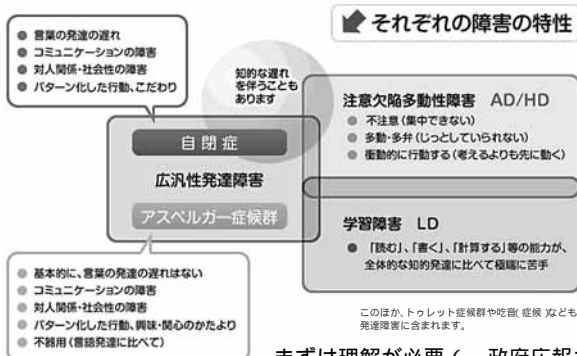 それぞれの障害の特性
● 言葉の発達の遅れ
● コミュニケーションの障害
● 対人関係・社会性の障害
● パターン化した行動、こだわり
知的な遅れ
を伴うことも
あります
自閉症
広汎性発達障害
アスペルガー症候群
注意欠陥多動性障害 AD/HD
● 不注意(集中できない)
● 多動・多弁(じっとしていられない)
● 衝動的に行動する(考えるよりも先に動く)
学習障害 LD
● 「読む」、「書く」、「計算する」等の能力が、
全体的な知的発達に比べて極端に苦手
● 基本的に、言葉の発達の遅れはない
● コミュニケーションの障害
● 対人関係・社会性の障害
● パターン化した行動、興味・関心のかたより
● 不器用(言語発達に比べて)
このほか、トゥレット症候群や吃音(症候)なども
発達障害に含まれます。